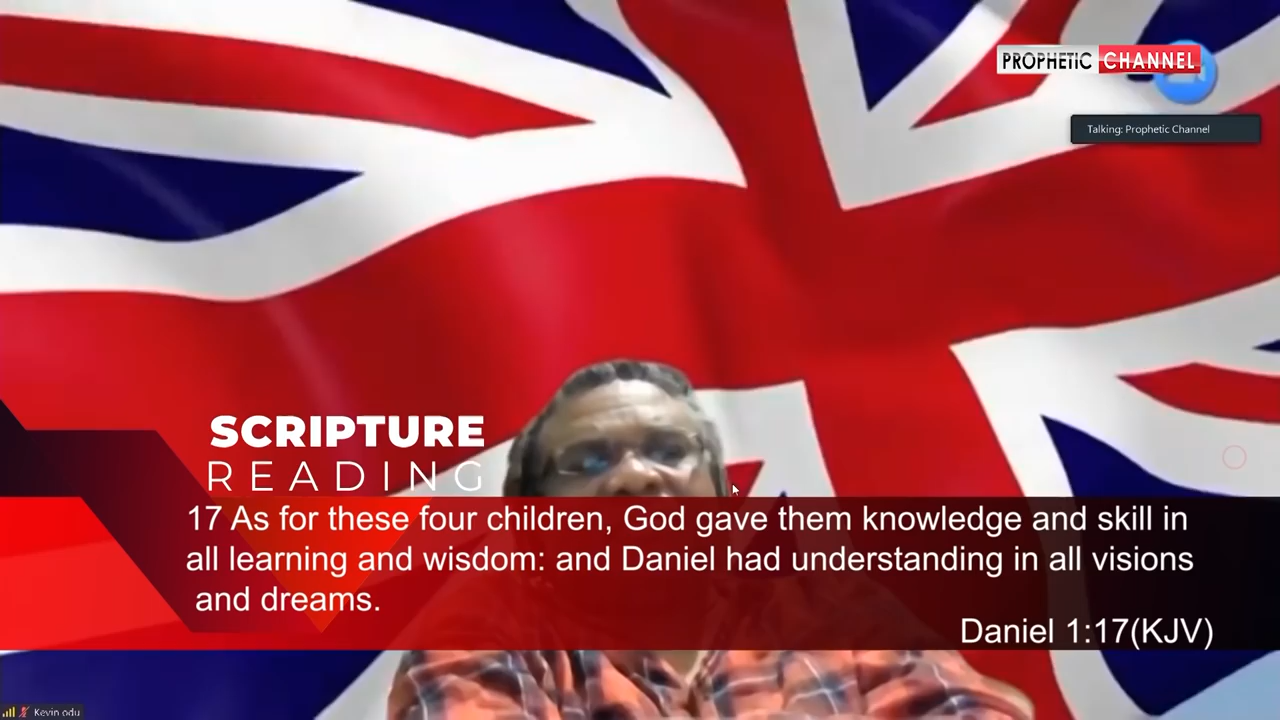 PROPHETIC CHANNEL
Talking: Prophetic Channel
SCRIPTURE
READING
17 As for these four children, God gave them knowledge and skill in
all learning and wisdom: and Daniel had understanding in all visions
and dreams.
Daniel 1:17(KJV)
Kevin odu